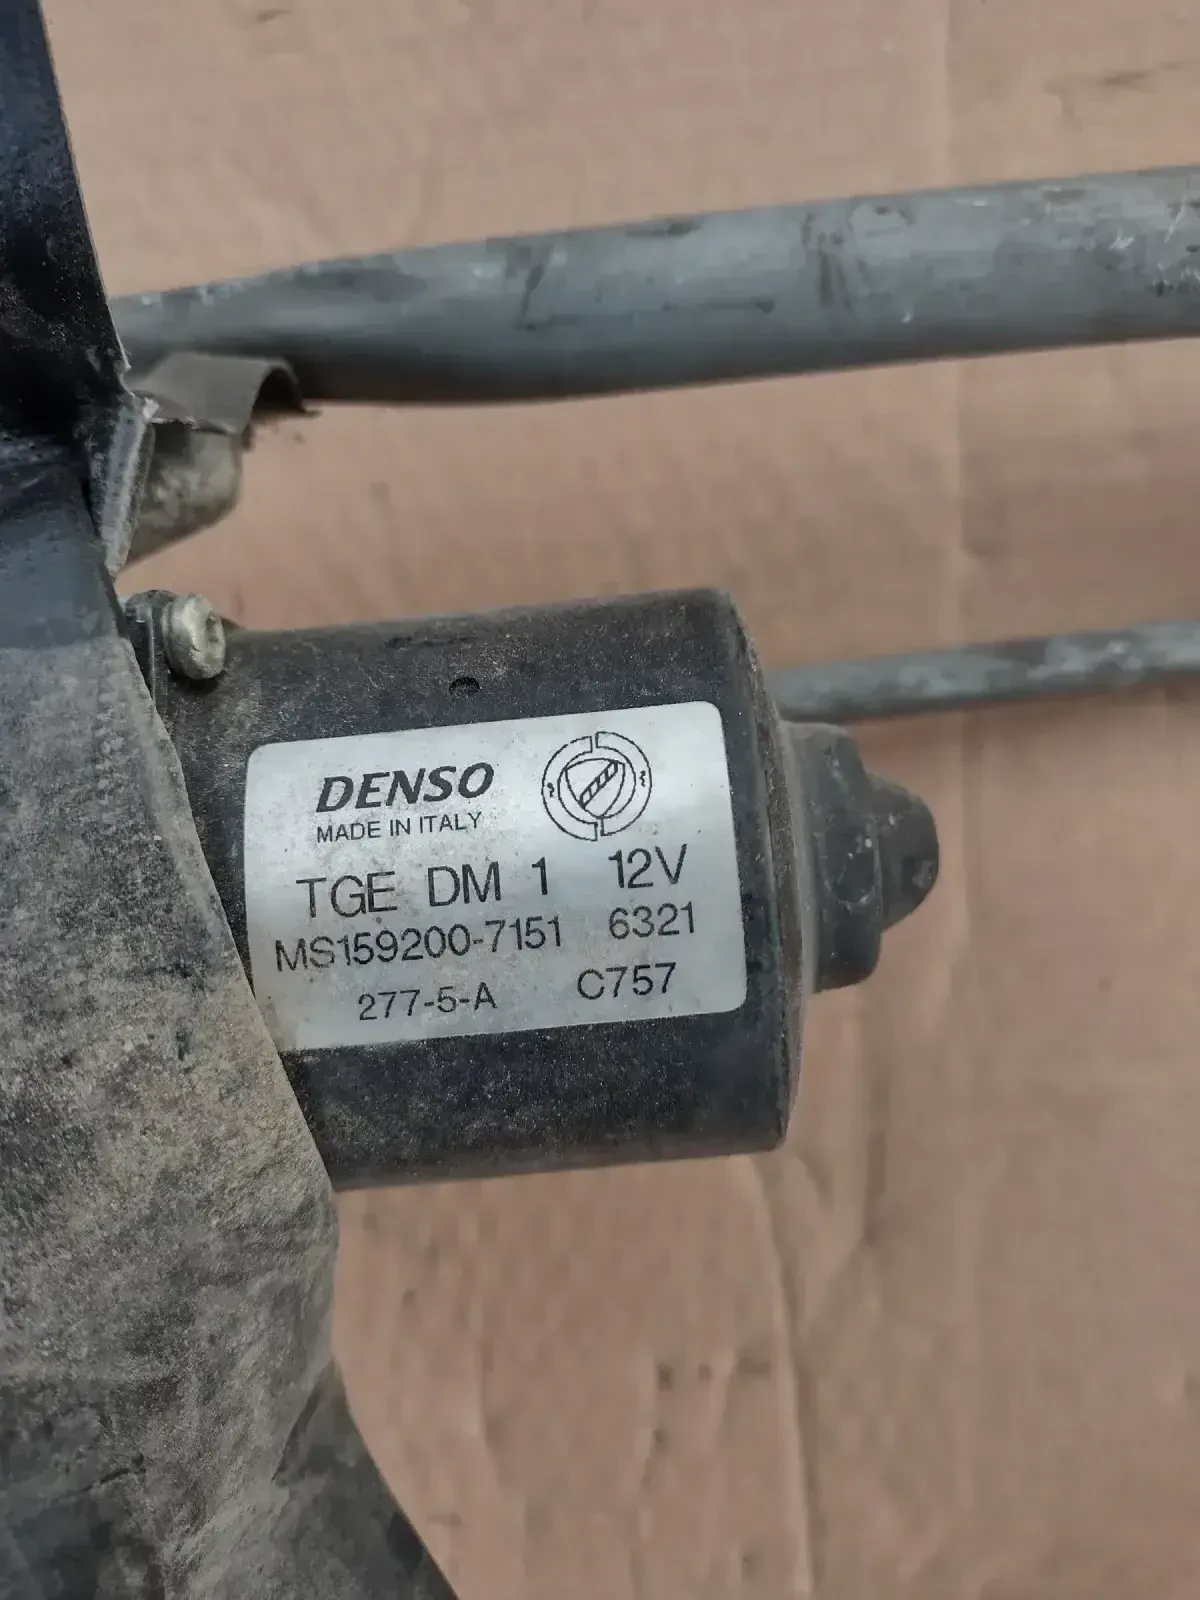 DENSO
MADE IN ITALY
TGE DM 1 12V
MS159200-7151 6321
277-5-A C757